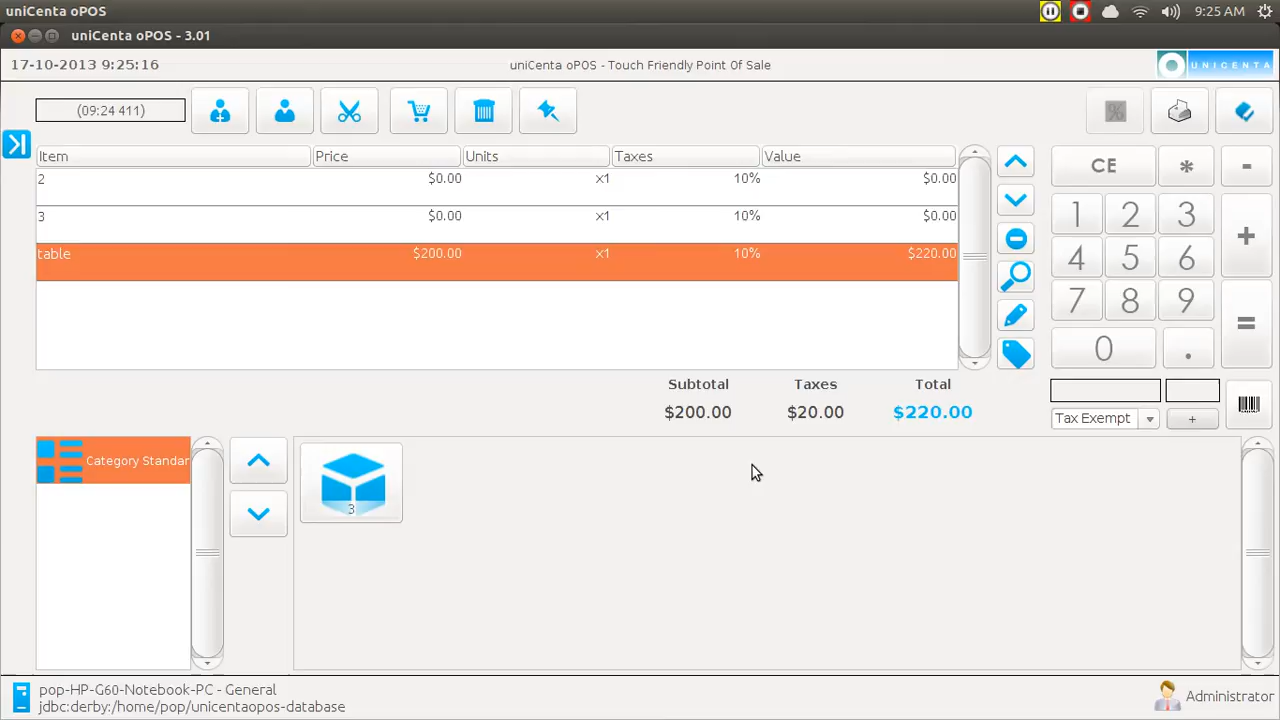 uniCenta oPOS
9:25 AM
uniCenta oPOS - 3.01
17-10-2013 9:25:16
uniCenta oPOS - Touch Friendly Point Of Sale
UNICENTA
(09:24 411)
%
Item Price Units Taxes Value
2 $0.00 x1 10% $0.00
3 $0.00 x1 10% $0.00
table $200.00 x1 10% $220.00
CE * -
1 2 3
+
4 5 6
7 8 9
=
0 .
Subtotal Taxes Total
$200.00 $20.00 $220.00
Tax Exempt +
Category Standar
3
pop-HP-G60-Notebook-PC - General
jdbc:derby:/home/pop/unicentaopos-database
Administrator